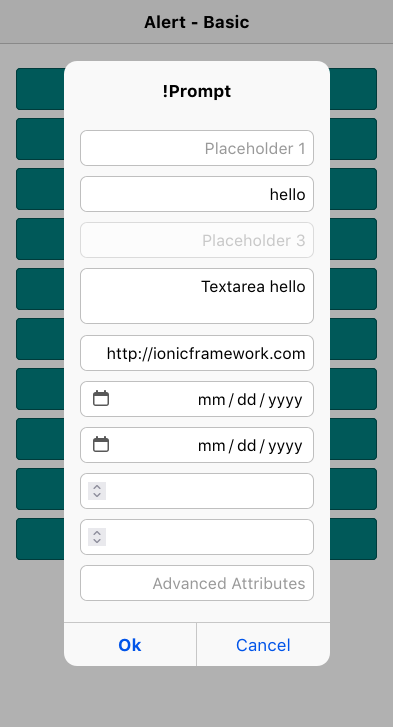 Alert - Basic
!Prompt
Placeholder 1
hello
Placeholder 3
Textarea hello
http://ionicframework.com
mm/dd/yyyy
mm/dd/yyyy
Advanced Attributes
Ok Cancel